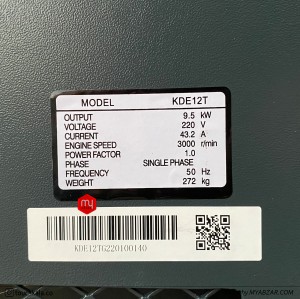 MODEL KDE12T
OUTPUT 9.5 kW
VOLTAGE 220 V
CURRENT 43.2 A
ENGINE SPEED 3000 r/min
POWER FACTOR 1.0
PHASE SINGLE PHASE
FREQUENCY 50 Hz
WEIGHT 272 kg
my
KDE12TG220100140